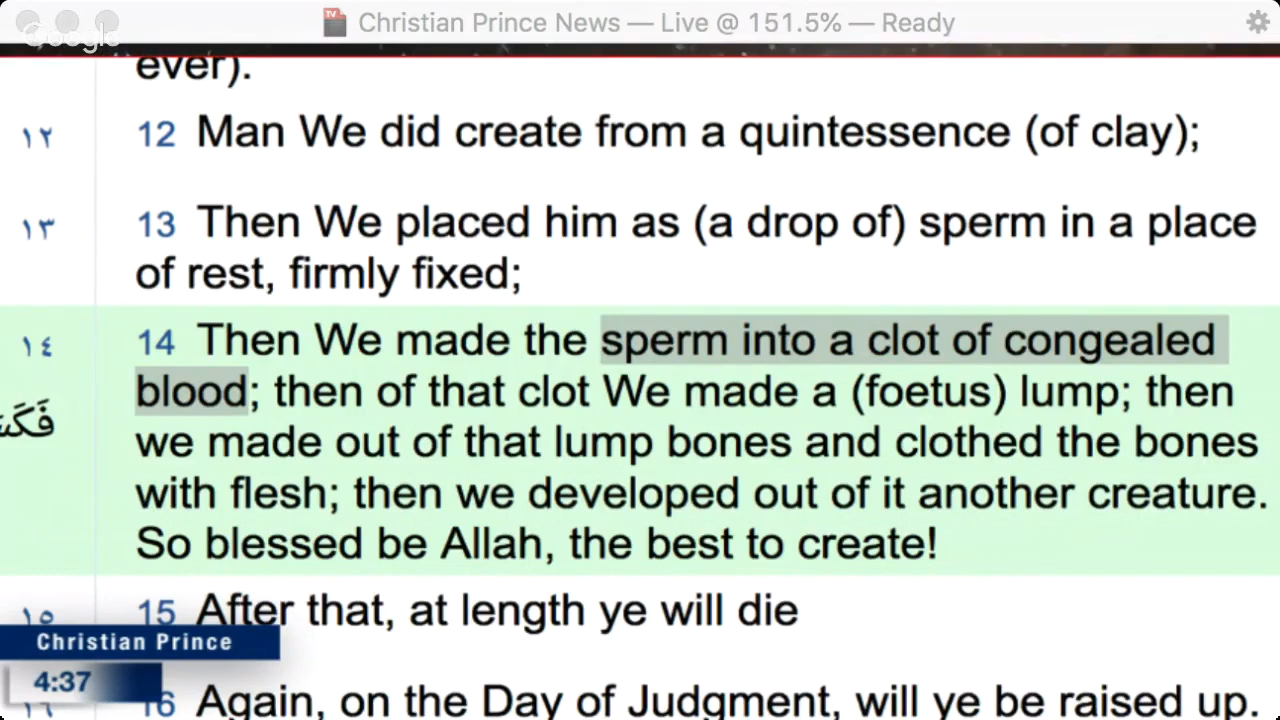 Christian Prince News — Live @ 151.5% — Ready
Google
ever).
١٢ 12 Man We did create from a quintessence (of clay);
١٣ 13 Then We placed him as (a drop of) sperm in a place
of rest, firmly fixed;
١٤ 14 Then We made the sperm into a clot of congealed
blood; then of that clot We made a (foetus) lump; then
we made out of that lump bones and clothed the bones
with flesh; then we developed out of it another creature.
So blessed be Allah, the best to create!
١٥ 15 After that, at length ye will die
Christian Prince
4:37
١٦ 16 Again, on the Day of Judgment, will ye be raised up.